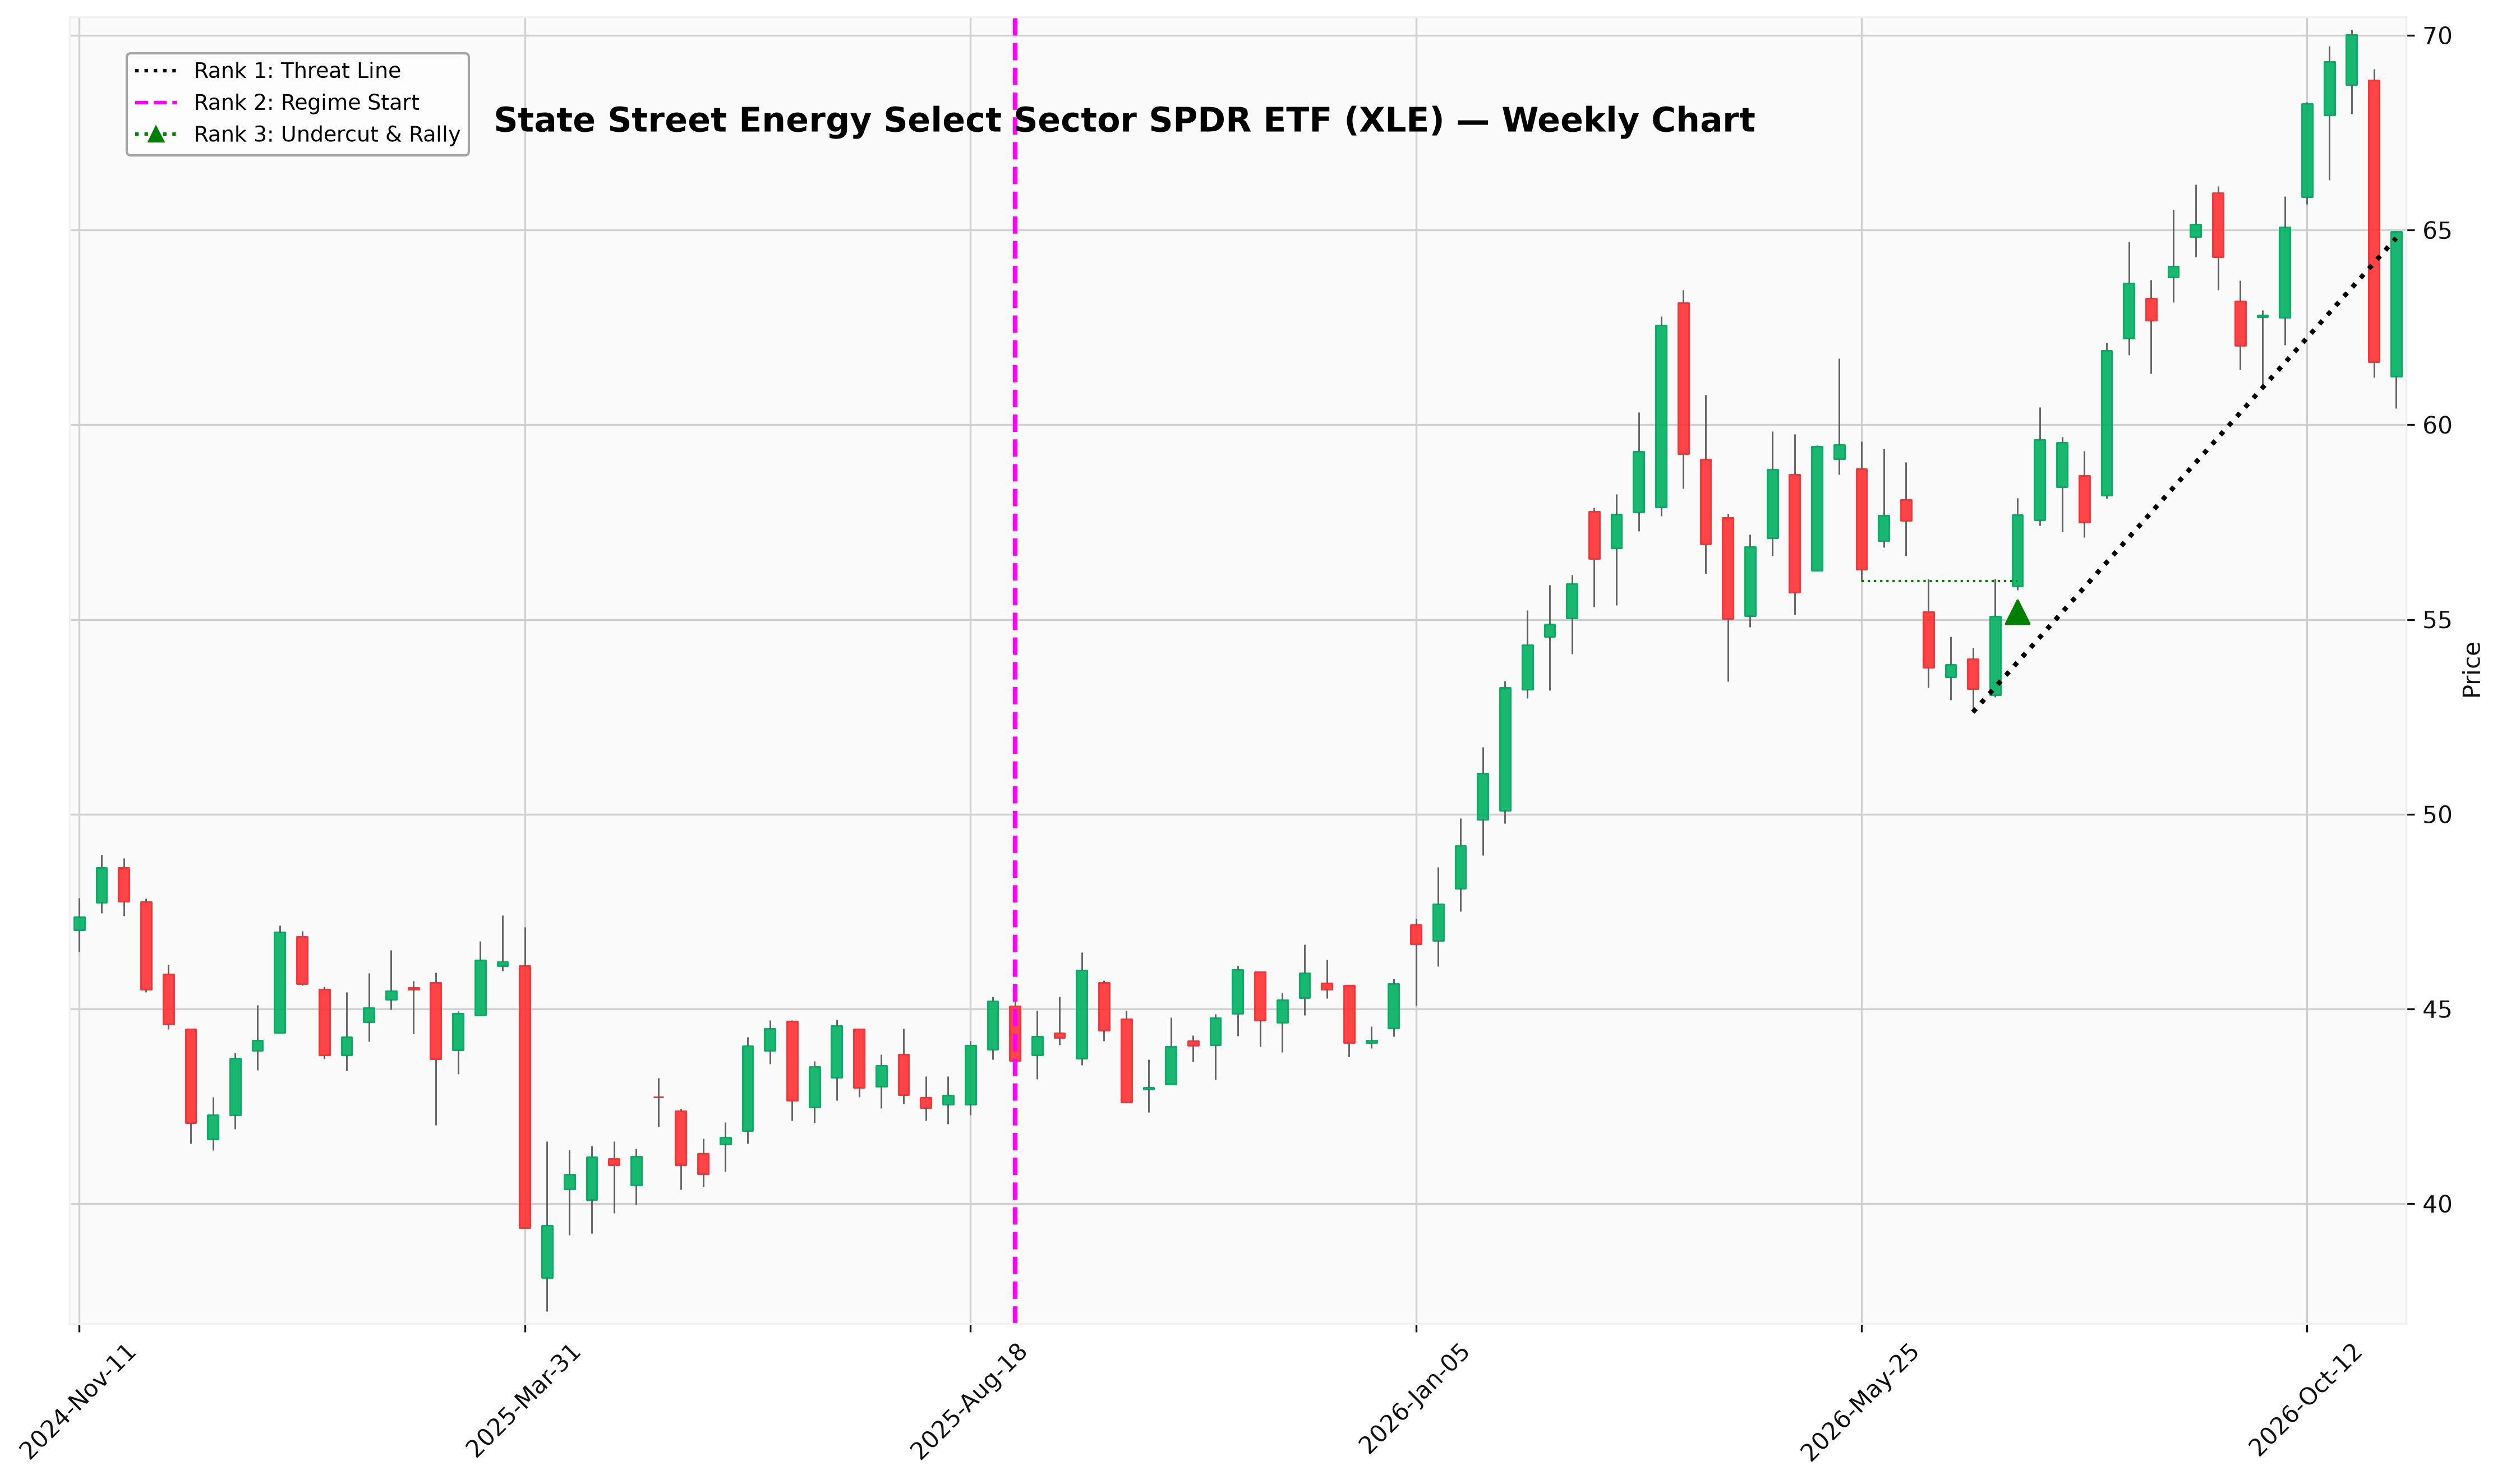 Rank 1: Threat Line
Rank 2: Regime Start
Rank 3: Undercut & Rally
State Street Energy Select Sector SPDR ETF (XLE) — Weekly Chart
70
65
60
55
50
45
40
Price
2024-Nov-11
2025-Mar-31
2025-Aug-18
2026-Jan-05
2026-May-25
2026-Oct-12